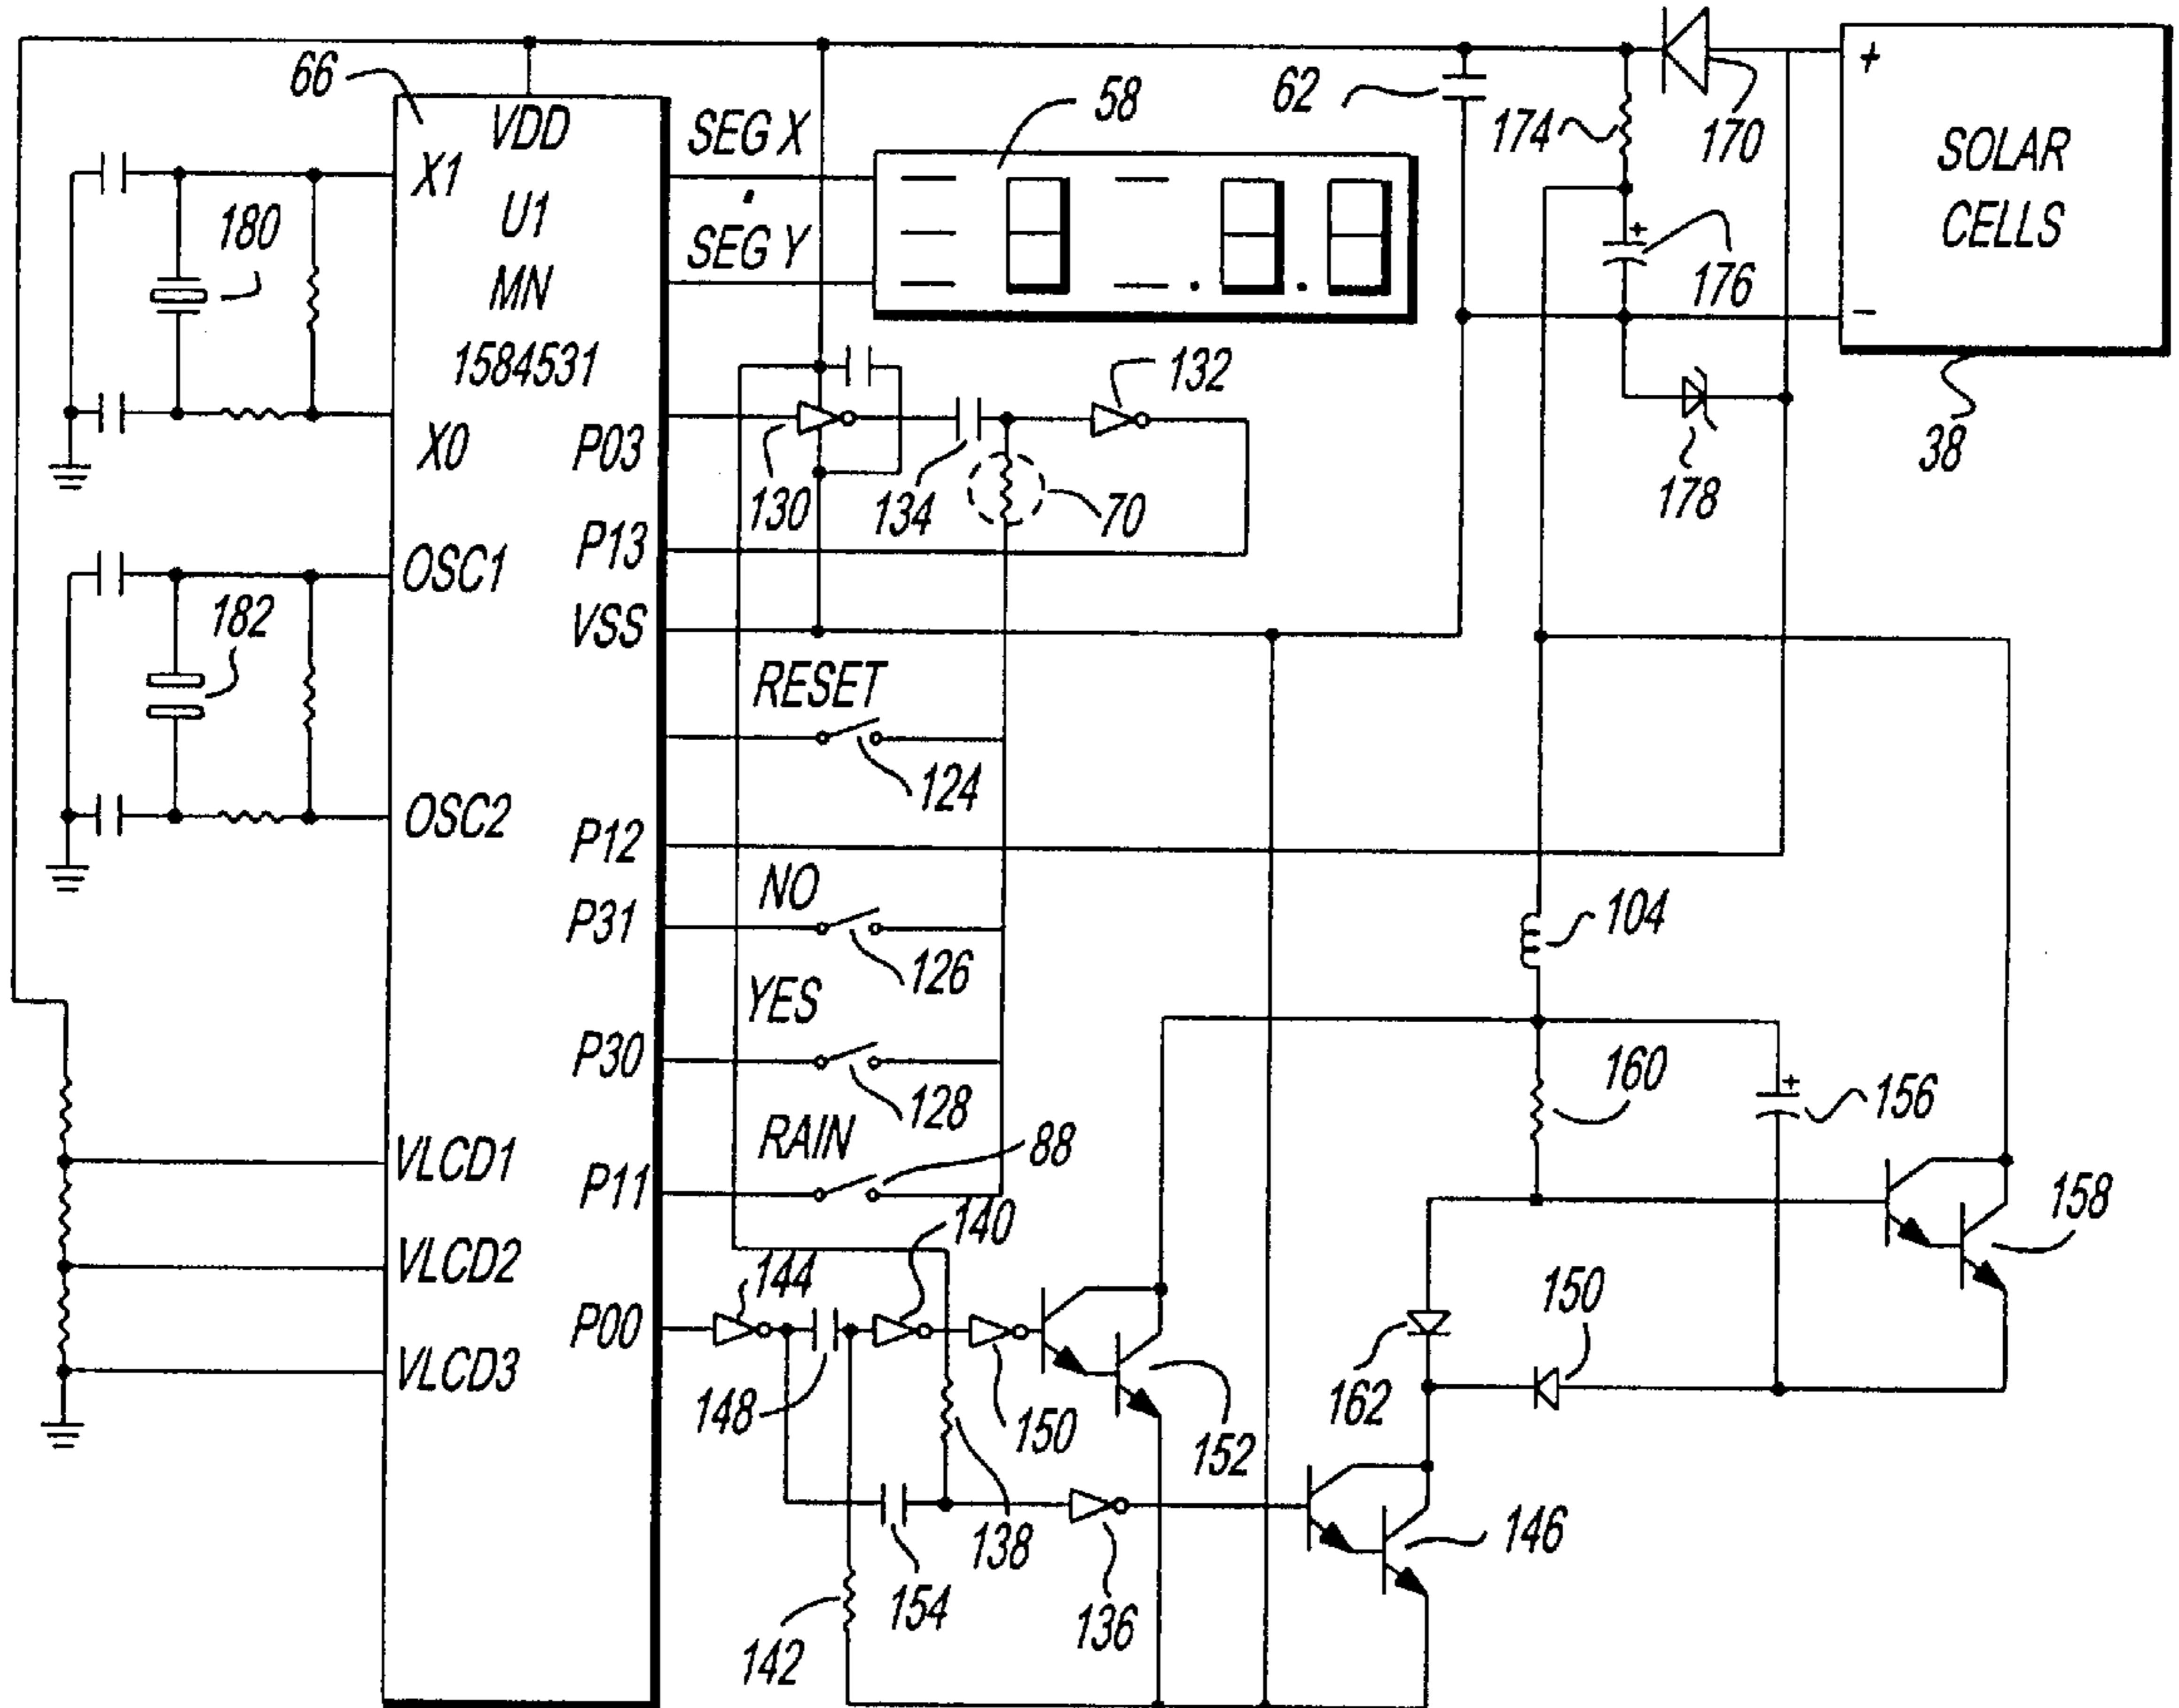 66
VDD
X1
U1
MN
1584531
X0
P03
P13
OSC1
VSS
OSC2
P12
P31
P30
VLCD1
P11
VLCD2
P00
VLCD3
180
182
SEG X
SEG Y
58
62
174
170
+
SOLAR
CELLS
-
38
+
176
178
132
130
134
70
RESET
124
NO
126
YES
128
RAIN
88
104
160
+
156
158
140
144
148
150
152
162
150
138
154
136
146
142